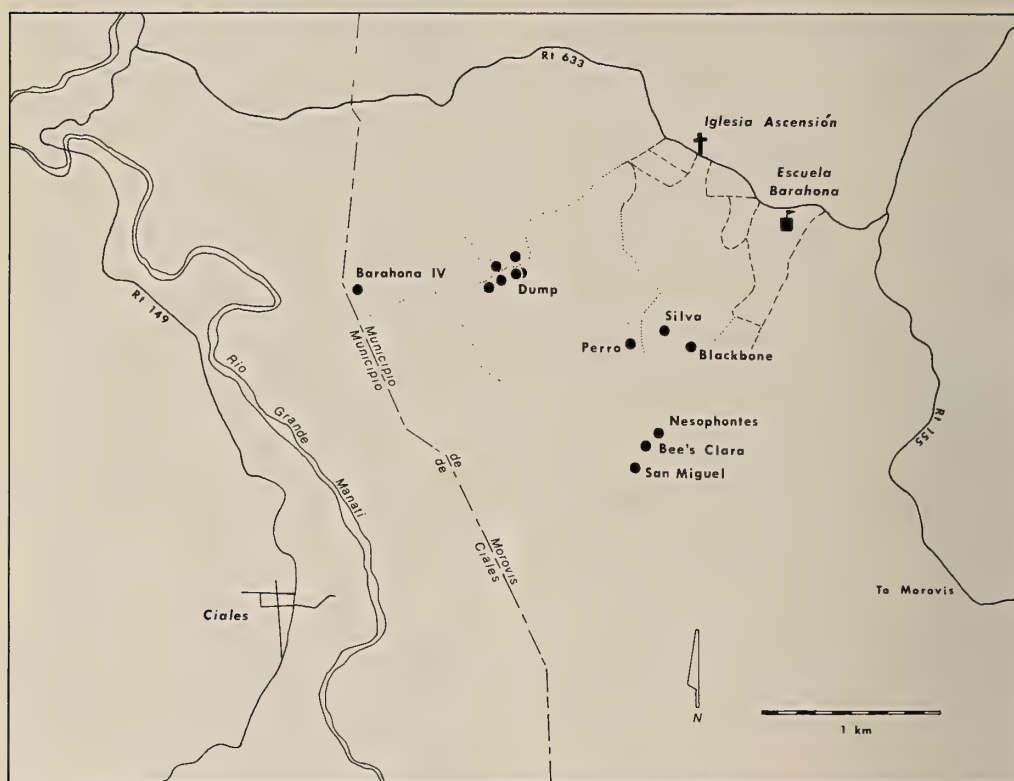 Rt 633
Iglesia Ascensión
Escuela
Barahona
Barahona IV
Dump
Rt 149
Municipio
Municipio
Silva
Perro
Blackbone
Río
Grande
Manatí
Nesophontes
Bee's Clara
San Miguel
de
de
Rt 155
Morovis
Ciales
To Morovis
Ciales
N
1 km